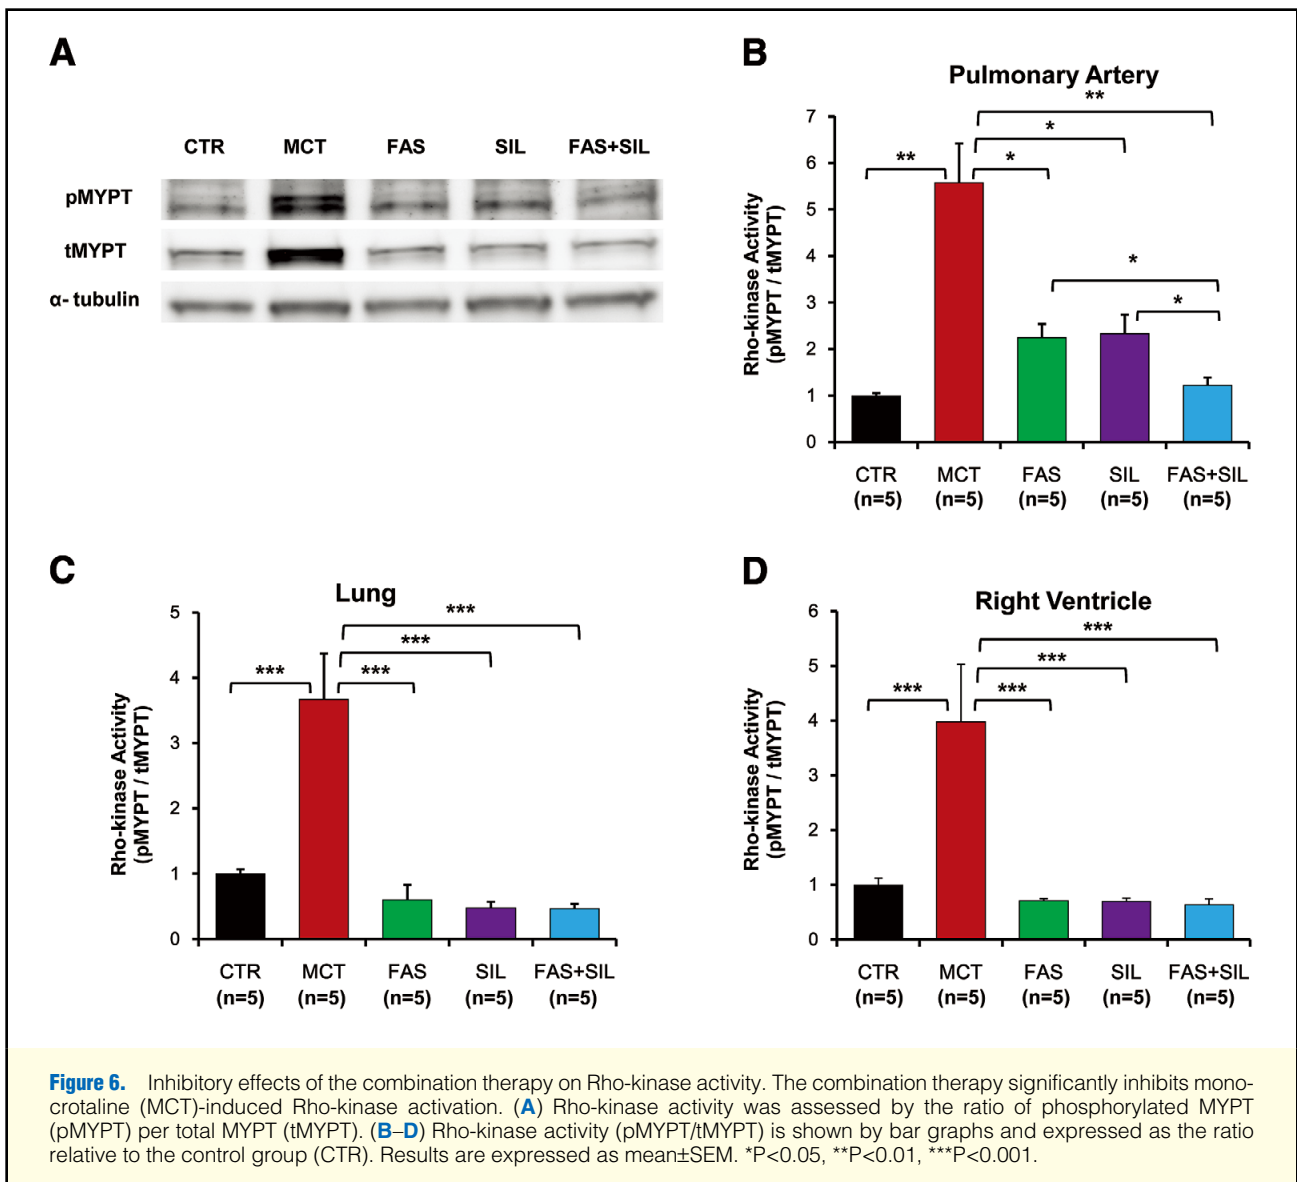 A
CTR MCT FAS SIL FAS+SIL
pMYPT
tMYPT
α- tubulin
B
Pulmonary Artery
Rho-kinase Activity
(pMYPT / tMYPT)
7
6
5
4
3
2
1
0
**
*
** *
*
*
CTR MCT FAS SIL FAS+SIL
(n=5) (n=5) (n=5) (n=5) (n=5)
C
Lung
Rho-kinase Activity
(pMYPT / tMYPT)
5
4
3
2
1
0
***
***
*** ***
CTR MCT FAS SIL FAS+SIL
(n=5) (n=5) (n=5) (n=5) (n=5)
D
Right Ventricle
Rho-kinase Activity
(pMYPT / tMYPT)
6
5
4
3
2
1
0
***
***
*** ***
CTR MCT FAS SIL FAS+SIL
(n=5) (n=5) (n=5) (n=5) (n=5)
Figure 6. Inhibitory effects of the combination therapy on Rho-kinase activity. The combination therapy significantly inhibits mono-
crotaline (MCT)-induced Rho-kinase activation. (A) Rho-kinase activity was assessed by the ratio of phosphorylated MYPT
(pMYPT) per total MYPT (tMYPT). (B–D) Rho-kinase activity (pMYPT/tMYPT) is shown by bar graphs and expressed as the ratio
relative to the control group (CTR). Results are expressed as mean±SEM. *P<0.05, **P<0.01, ***P<0.001.